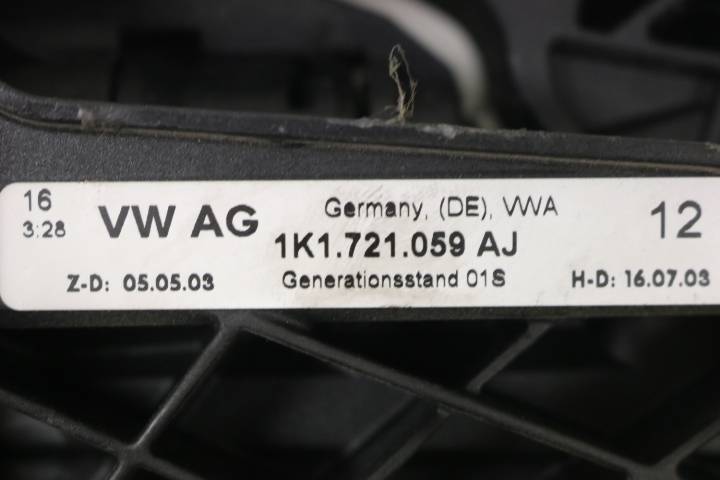 16
3:28
VW AG
Germany, (DE), VWA
1K1.721.059 AJ
12
Z-D: 05.05.03
Generationsstand 01S
H-D: 16.07.03